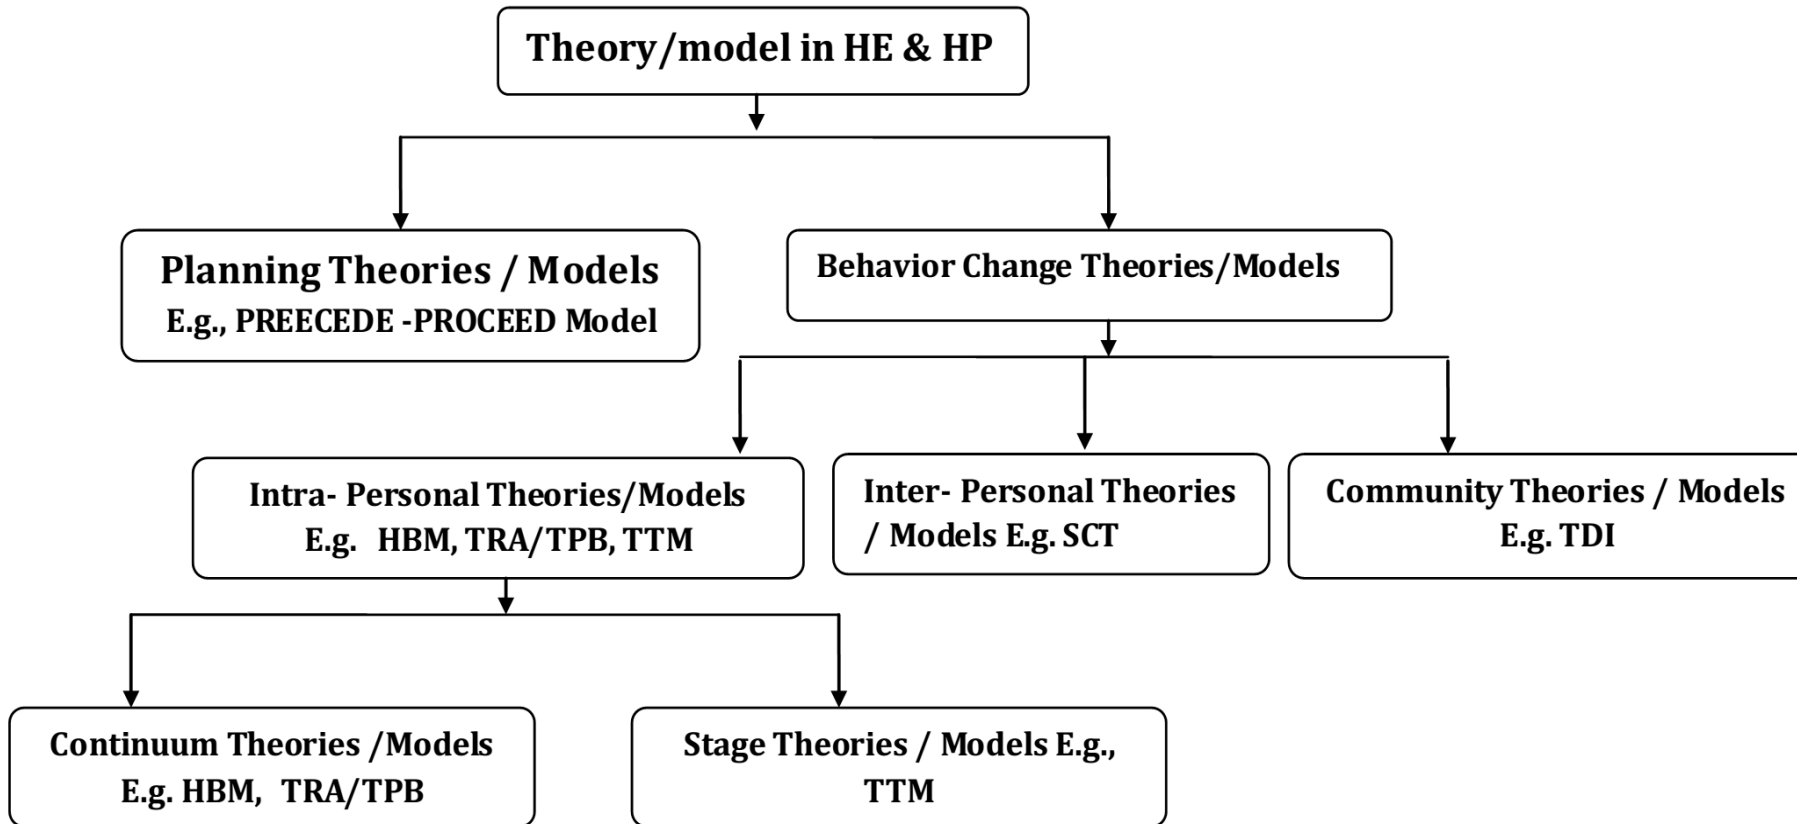 Theory/model in HE & HP
Planning Theories / Models
E.g., PREECEDE -PROCEED Model
Behavior Change Theories/Models
Intra- Personal Theories/Models
E.g. HBM, TRA/TPB, TTM
Inter- Personal Theories
/ Models E.g. SCT
Community Theories / Models
E.g. TDI
Continuum Theories /Models
E.g. HBM, TRA/TPB
Stage Theories / Models E.g.,
TTM